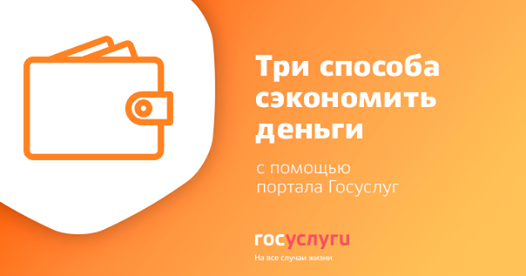 Три способа
сэкономить
деньги
с помощью
портала Госуслуг
госуслуги
На все случаи жизни